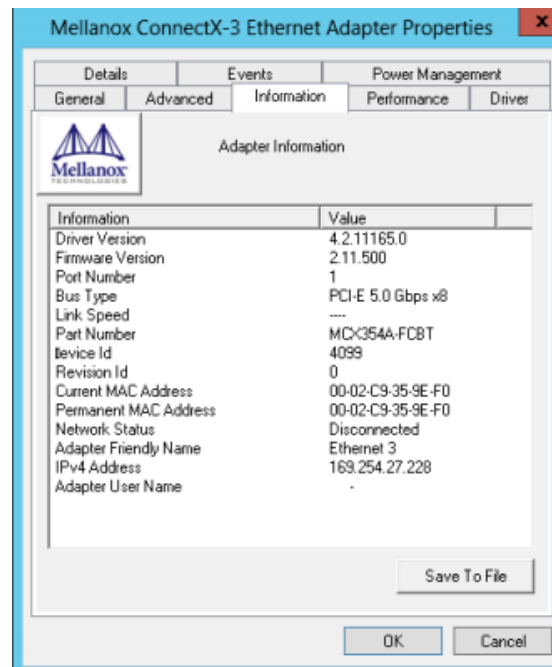 Mellanox ConnectX-3 Ethernet Adapter Properties x
Details Events Power Management
General Advanced Information Performance Driver
Mellanox
TECHNOLOGIES
Adapter Information
Information Value
Driver Version 4.2.11165.0
Firmware Version 2.11.500
Port Number 1
Bus Type PCI-E 5.0 Gbps x8
Link Speed ----
Part Number MCX354A-FCBT
Device Id 4099
Revision Id 0
Current MAC Address 00-02-C9-35-9E-F0
Permanent MAC Address 00-02-C9-35-9E-F0
Network Status Disconnected
Adapter Friendly Name Ethernet 3
IPv4 Address 169.254.27.228
Adapter User Name -
Save To File
OK Cancel